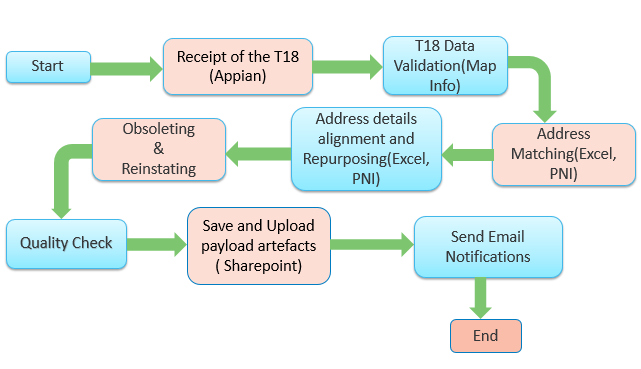 Start
Receipt of the T18
(Appian)
T18 Data
Validation(Map
Info)
Address
Matching(Excel,
PNI)
Address details
alignment and
Repurposing(Excel,
PNI)
Obsoleting
&
Reinstating
Quality Check
Save and Upload
payload artefacts
( Sharepoint)
Send Email
Notifications
End